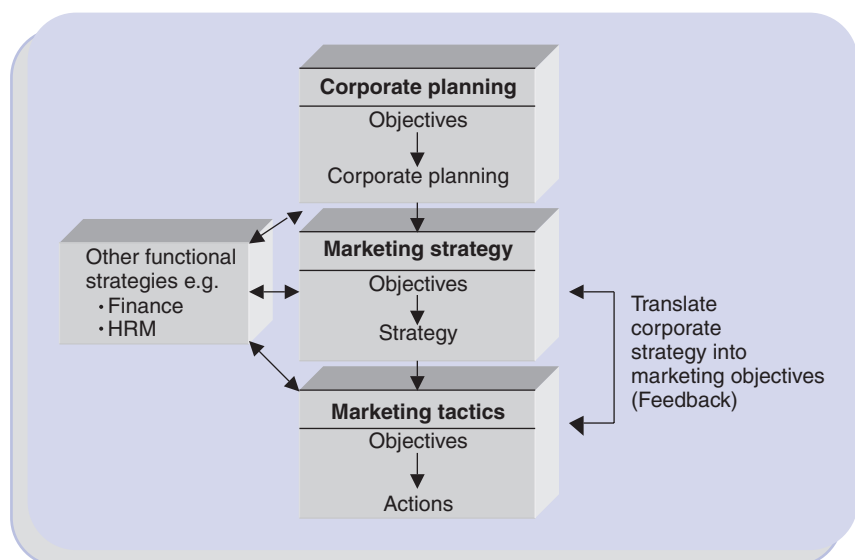 Corporate planning
Objectives
Corporate planning
Other functional
strategies e.g.
• Finance
• HRM
Marketing strategy
Objectives
Strategy
Translate
corporate
strategy into
marketing objectives
(Feedback)
Marketing tactics
Objectives
Actions